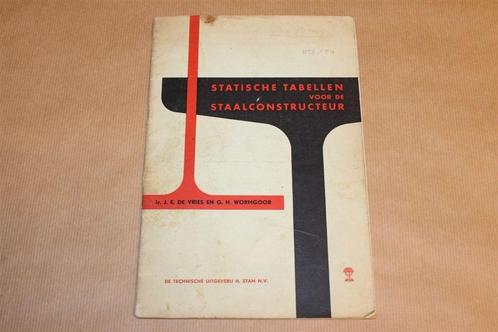 STATISCHE TABELLEN
VOOR DE
STAALCONSTRUCTEUR
Ir. J. E. DE VRIES EN G. H. WORMGOOR
DE TECHNISCHE UITGEVERIJ H. STAM N.V.